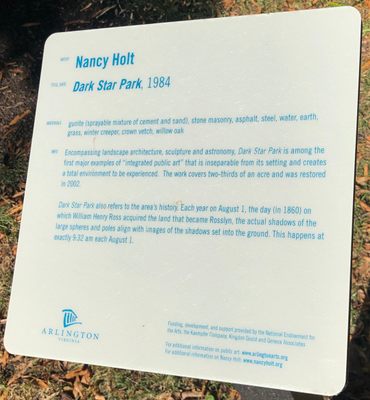 ARTIST Nancy Holt
TITLE, DATE Dark Star Park, 1984
MATERIALS gunite (sprayable mixture of cement and sand), stone masonry, asphalt, steel, water, earth,
grass, winter creeper, crown vetch, willow oak
INFO Encompassing landscape architecture, sculpture and astronomy, Dark Star Park is among the
first major examples of "integrated public art" that is inseparable from its setting and creates
a total environment to be experienced. The work covers two-thirds of an acre and was restored
in 2002.
Dark Star Park also refers to the area's history. Each year on August 1, the day (in 1860) on
which William Henry Ross acquired the land that became Rosslyn, the actual shadows of the
large spheres and poles align with images of the shadows set into the ground. This happens at
exactly 9:32 am each August 1.
ARLINGTON
VIRGINIA
Funding, development, and support provided by the National Endowment for
the Arts, the Kaempfer Company, Kingdon Gould and Geneva Associates
For additional information on public art: www.arlingtonarts.org
For additional information on Nancy Holt: www.nancyholt.org